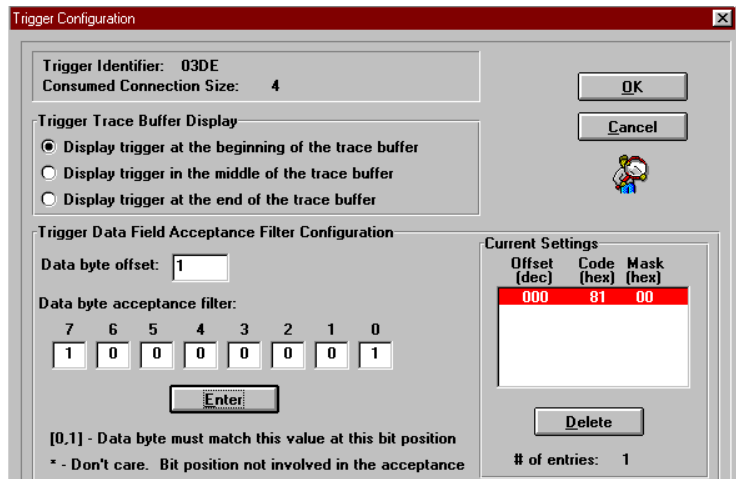 Trigger Configuration
Trigger Identifier: 03DE
Consumed Connection Size: 4
OK
Cancel
Trigger Trace Buffer Display
Display trigger at the beginning of the trace buffer
Display trigger in the middle of the trace buffer
Display trigger at the end of the trace buffer
Trigger Data Field Acceptance Filter Configuration
Data byte offset: 1
Data byte acceptance filter:
7 6 5 4 3 2 1 0
1 0 0 0 0 0 0 1
Enter
[0,1] - Data byte must match this value at this bit position
* - Don't care. Bit position not involved in the acceptance
Current Settings
Offset Code Mask
(dec) (hex) (hex)
000 81 00
Delete
# of entries: 1